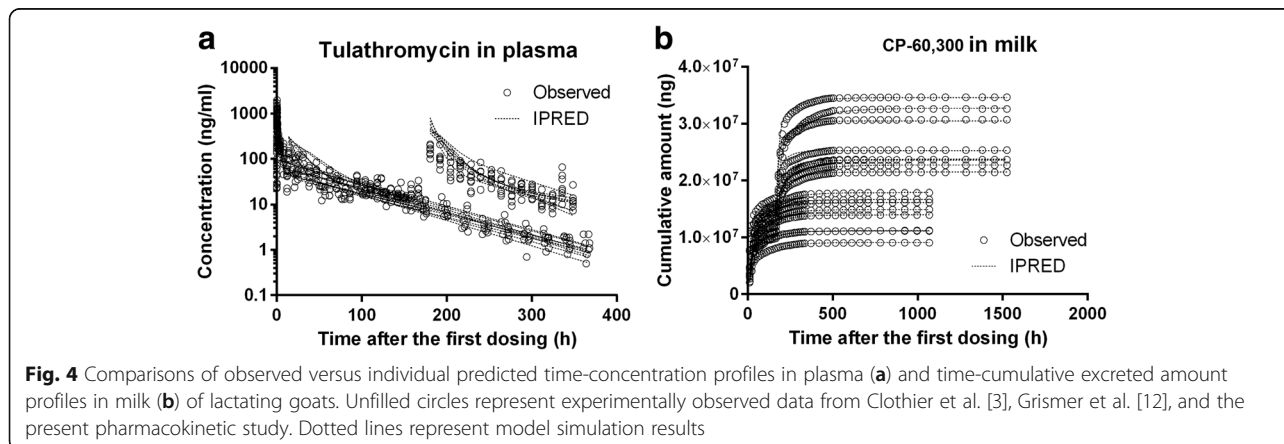 a
Tulathromycin in plasma
Concentration (ng/ml)
10000
1000
100
10
1
0.1
0
100
200
300
400
Time after the first dosing (h)
Observed
IPRED
b
CP-60,300 in milk
Cumulative amount (ng)
4.0×10⁷
3.0×10⁷
2.0×10⁷
1.0×10⁷
0
0
500
1000
1500
2000
Time after the first dosing (h)
Observed
IPRED
Fig. 4 Comparisons of observed versus individual predicted time-concentration profiles in plasma (a) and time-cumulative excreted amount
profiles in milk (b) of lactating goats. Unfilled circles represent experimentally observed data from Clothier et al. [3], Grismer et al. [12], and the
present pharmacokinetic study. Dotted lines represent model simulation results